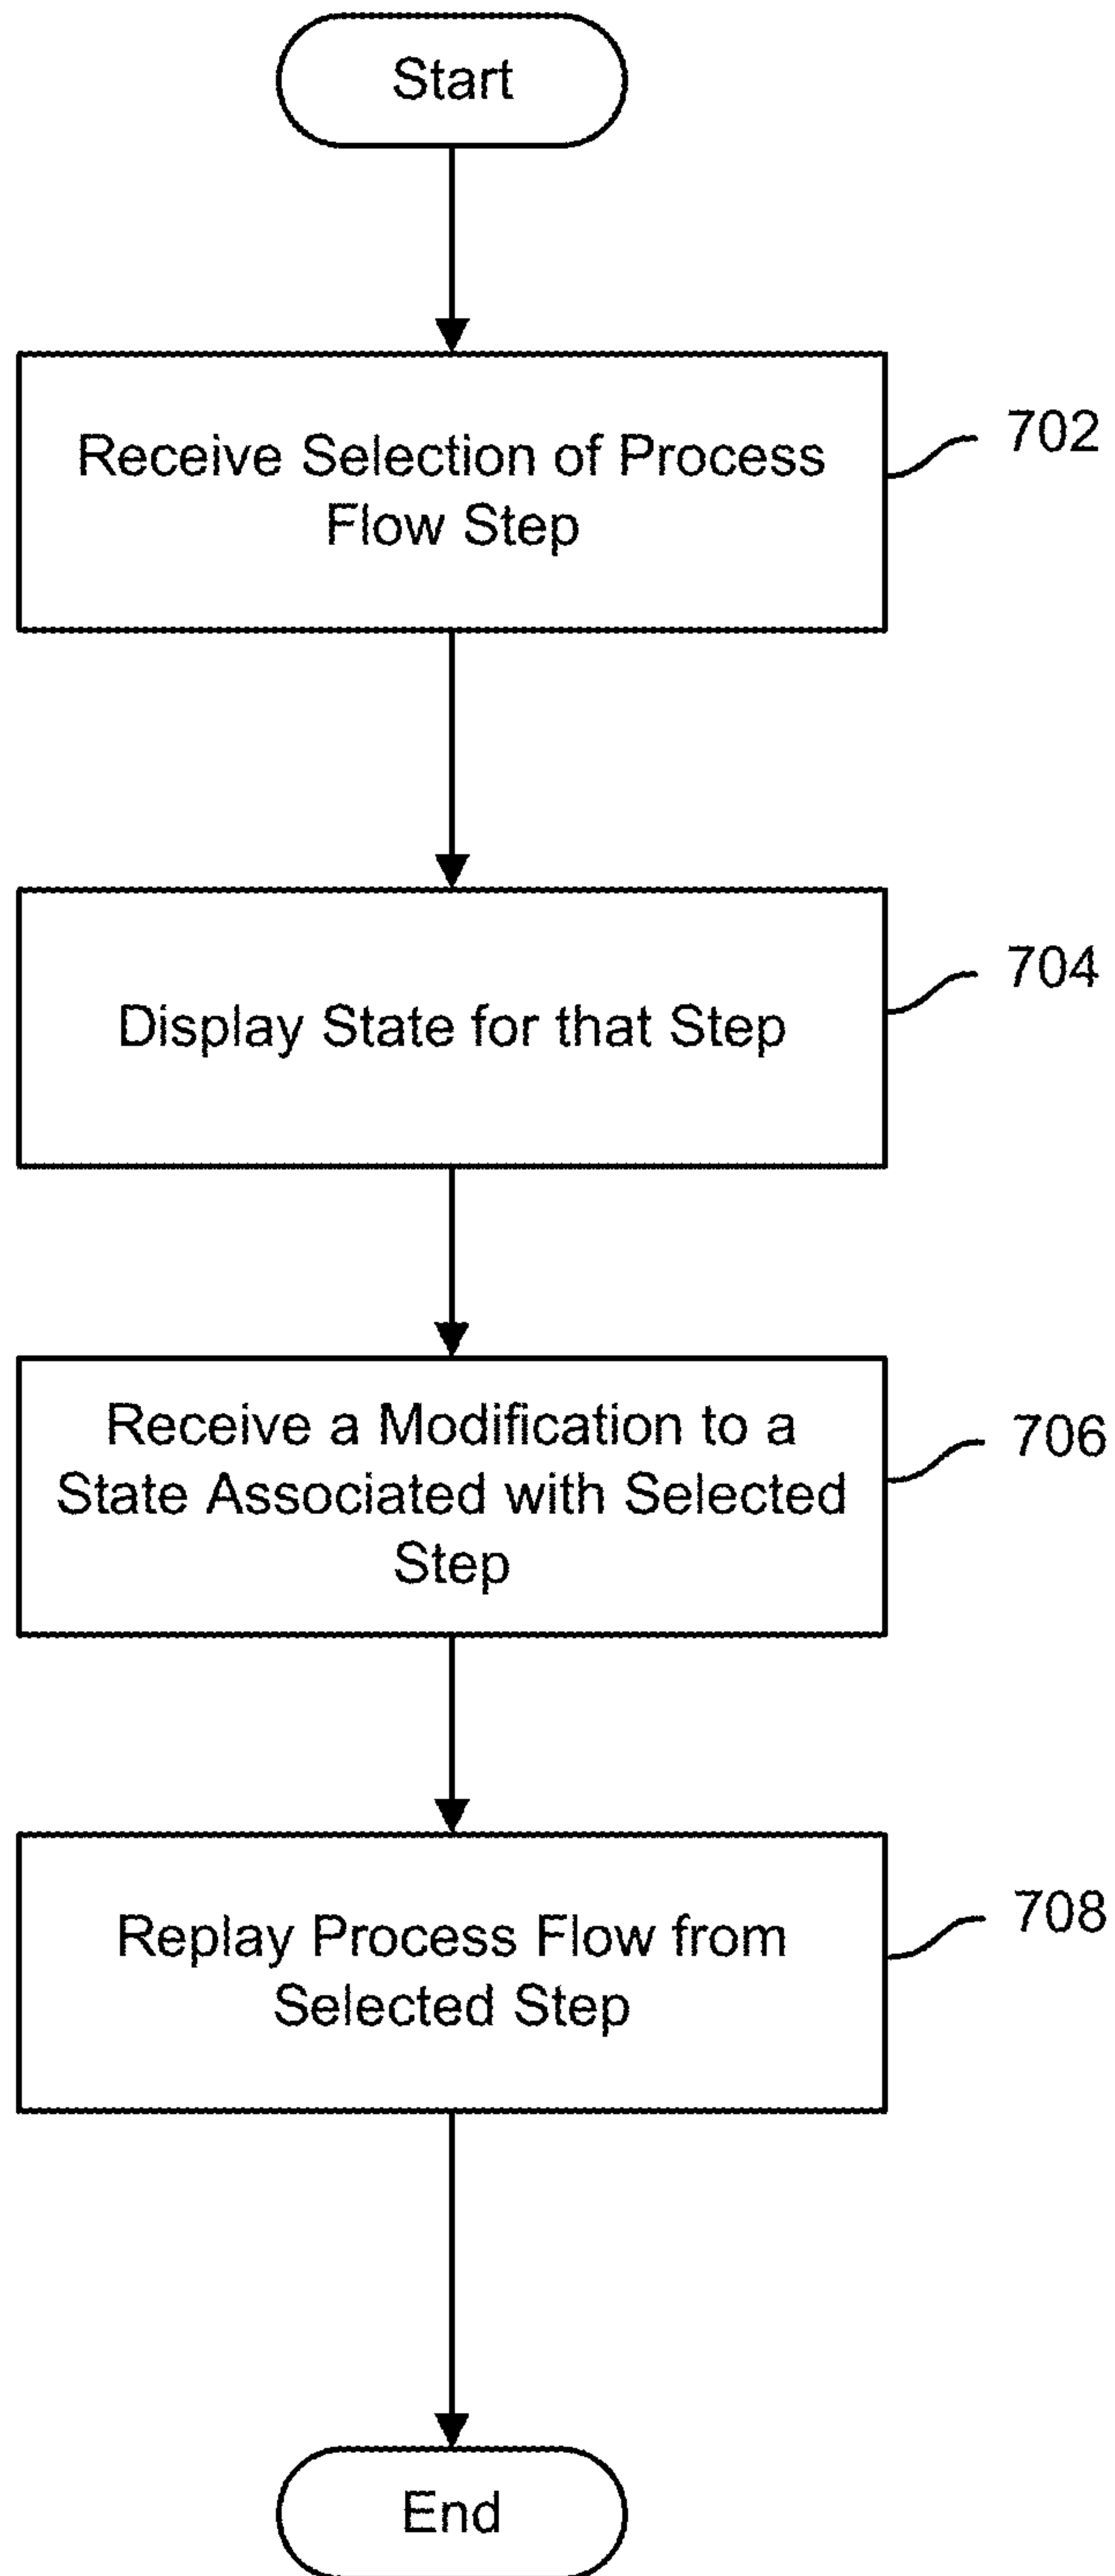 Start
Receive Selection of Process
Flow Step
702
Display State for that Step
704
Receive a Modification to a
State Associated with Selected
Step
706
Replay Process Flow from
Selected Step
708
End